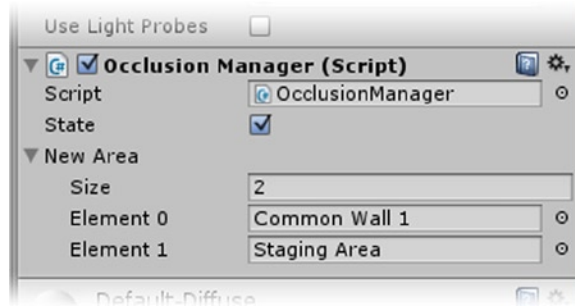 Use Light Probes
Occlusion Manager (Script)
Script OcclusionManager
State
New Area
Size 2
Element 0 Common Wall 1
Element 1 Staging Area
Default-Diffuse